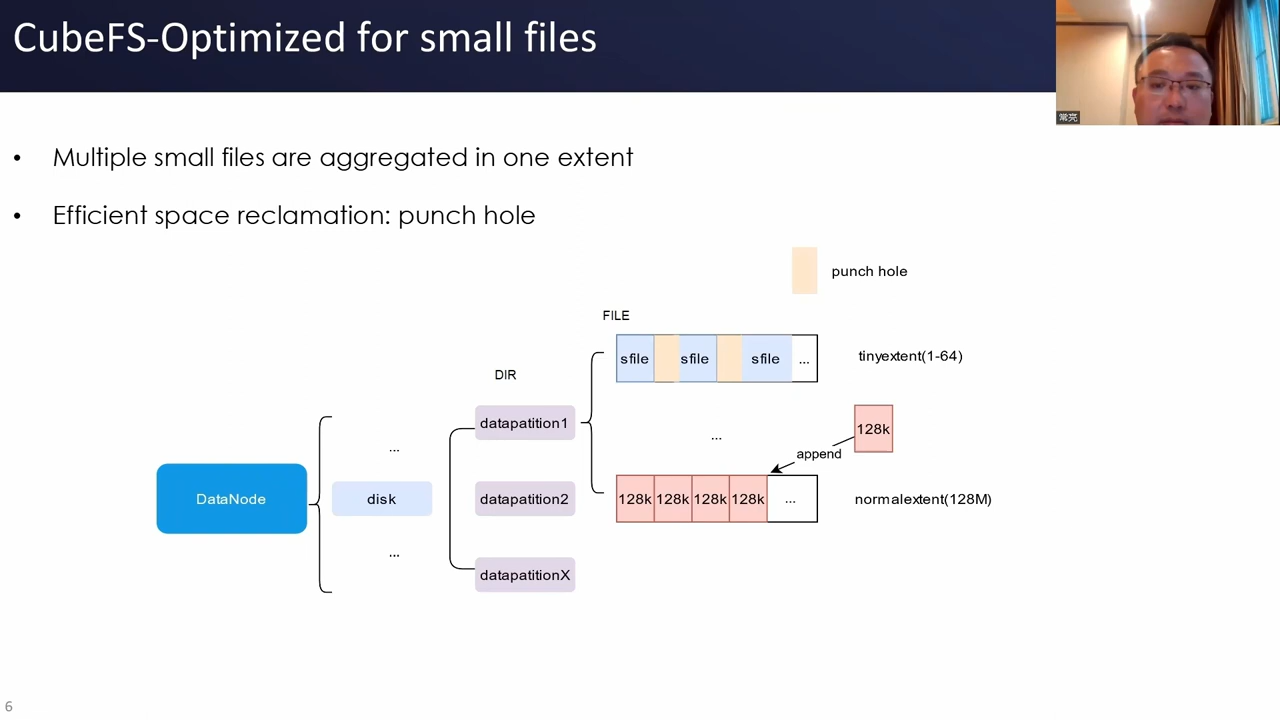 CubeFS-Optimized for small files
常亮
• Multiple small files are aggregated in one extent
• Efficient space reclamation: punch hole
punch hole
FILE
sfile sfile sfile ...
tinyextent(1-64)
DIR
datapatition1
128k
...
append
...
DataNode
disk
datapatition2
128k 128k 128k 128k ...
normalextent(128M)
...
datapatitionX
6